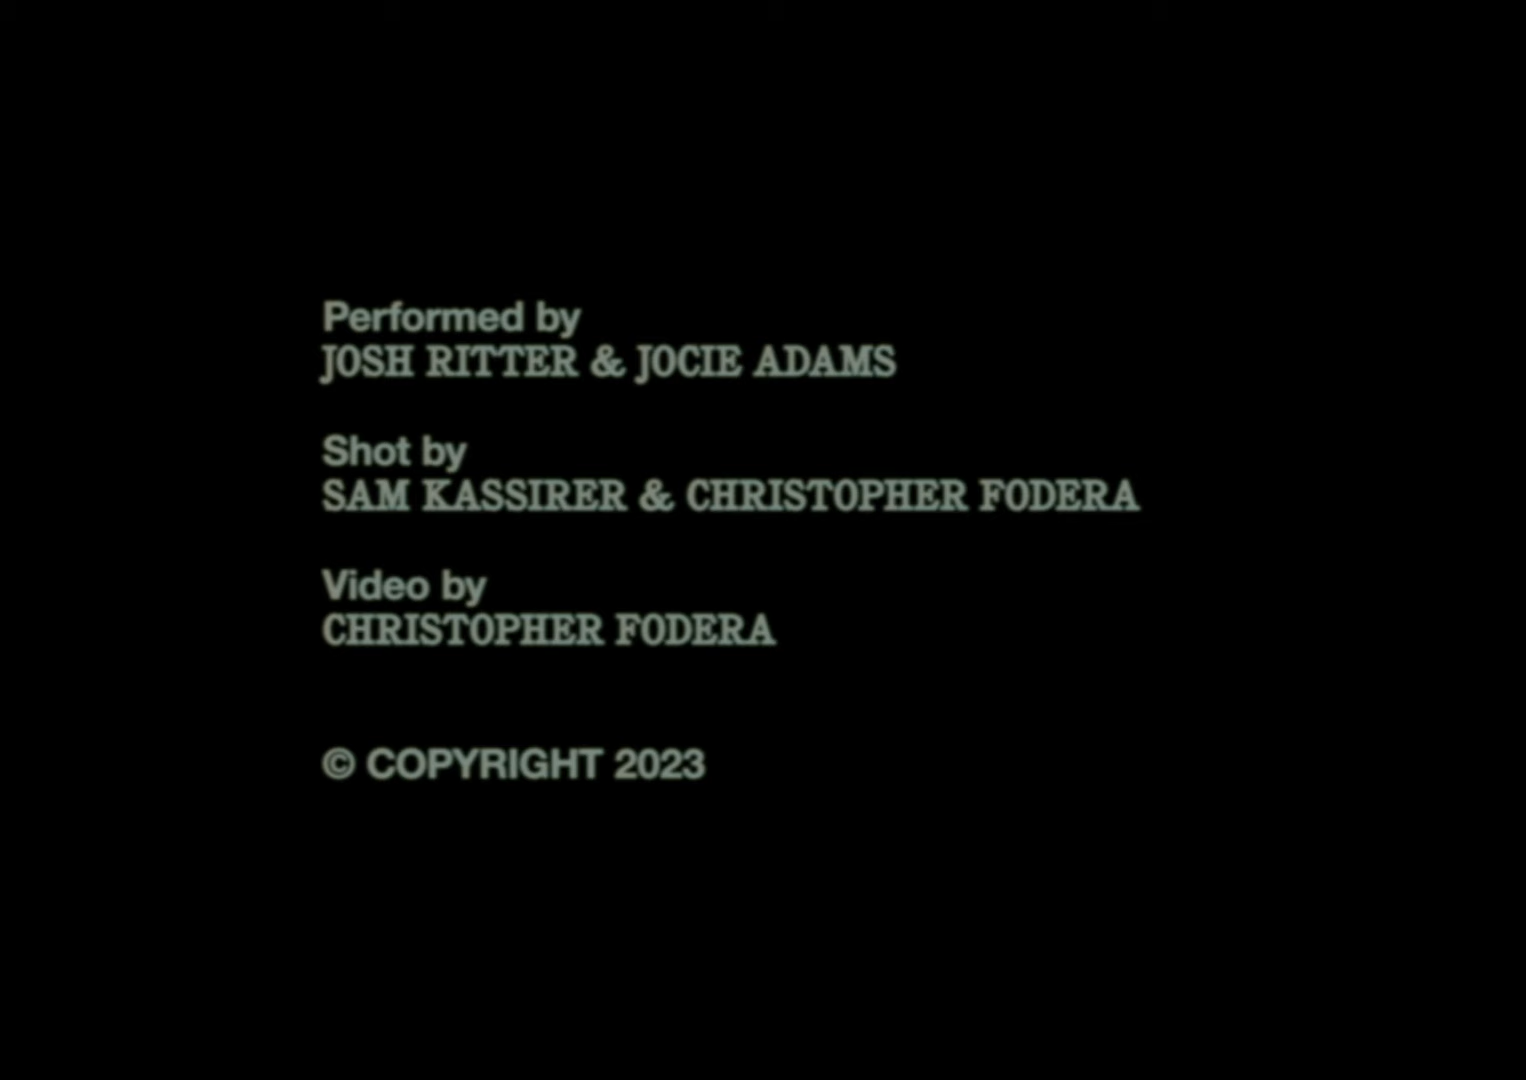 Performed by
JOSH RITTER & JOCIE ADAMS
Shot by
SAM KASSIRER & CHRISTOPHER FODERA
Video by
CHRISTOPHER FODERA
© COPYRIGHT 2023